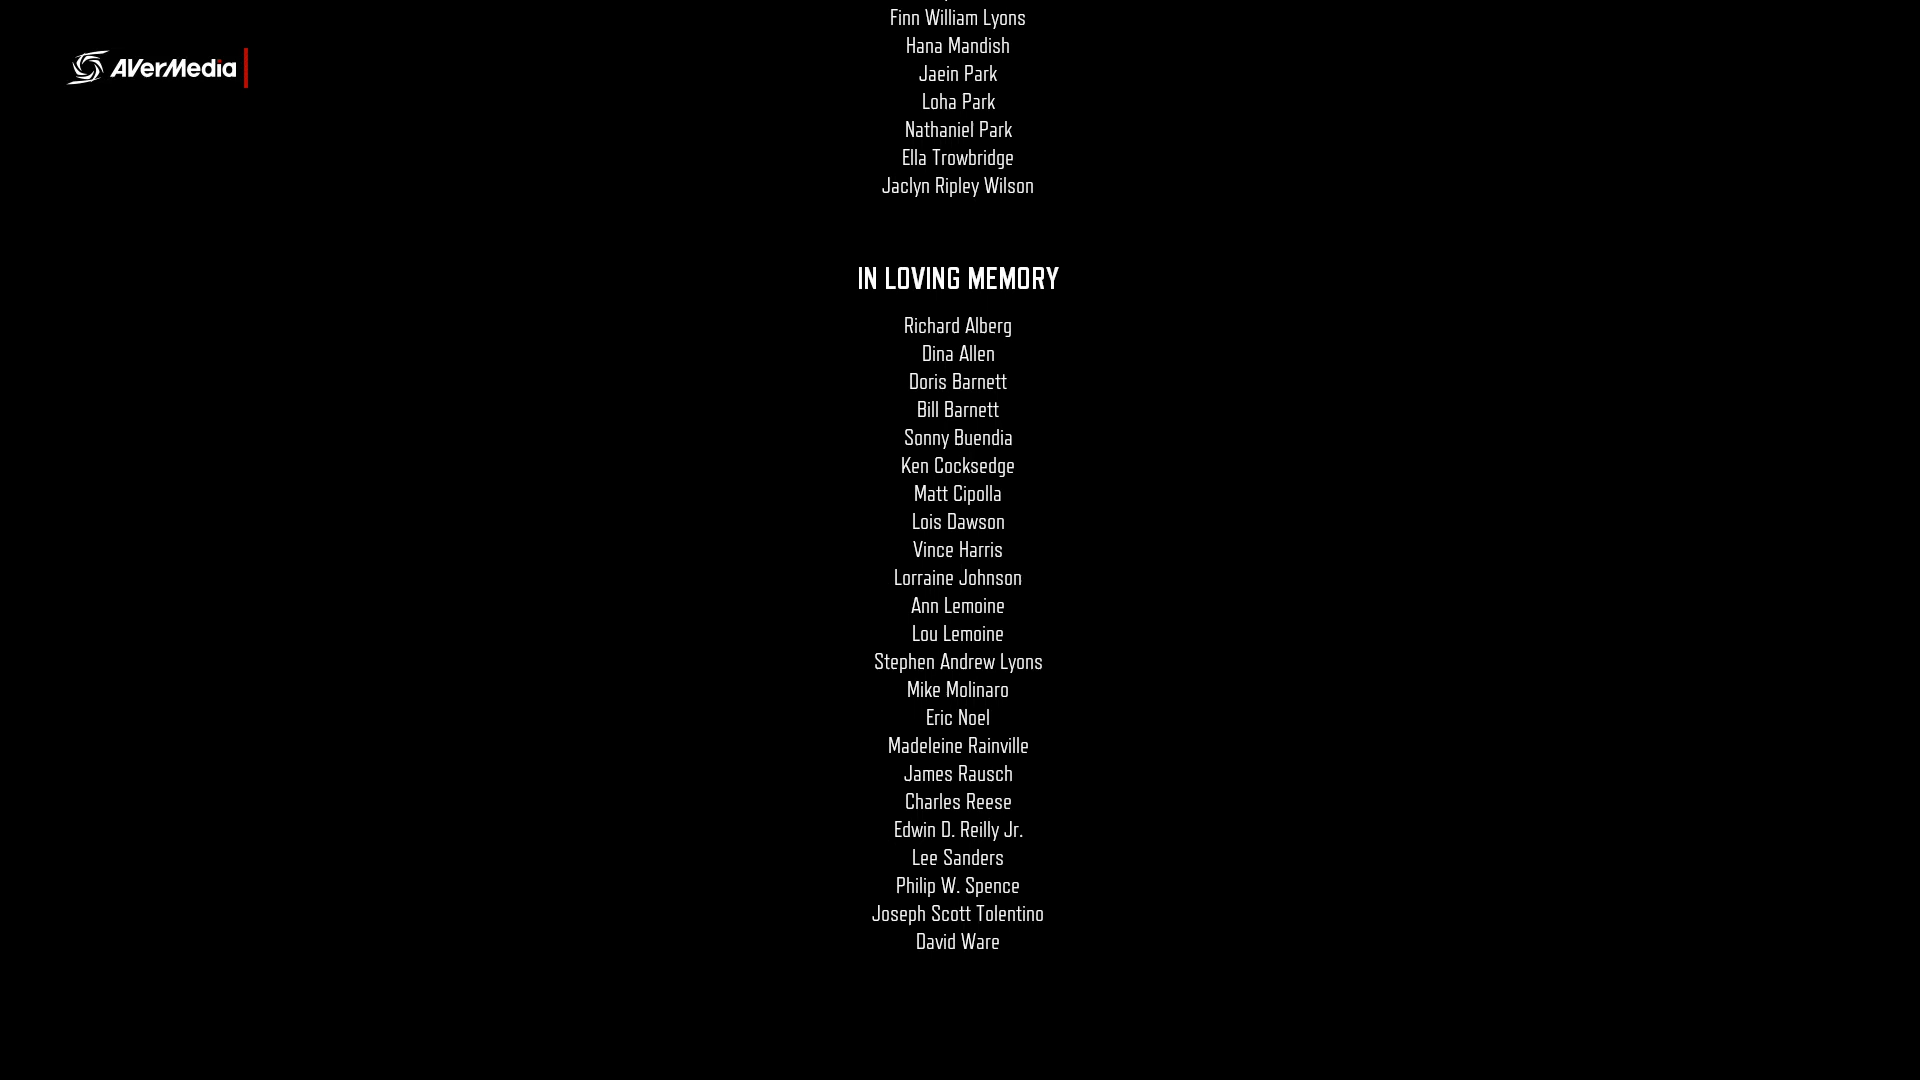 Finn William Lyons
Hana Mandish
AVerMedia
Jaein Park
Loha Park
Nathaniel Park
Ella Trowbridge
Jaclyn Ripley Wilson
IN LOVING MEMORY
Richard Alberg
Dina Allen
Doris Barnett
Bill Barnett
Sonny Buendia
Ken Cocksedge
Matt Cipolla
Lois Dawson
Vince Harris
Lorraine Johnson
Ann Lemoine
Lou Lemoine
Stephen Andrew Lyons
Mike Molinaro
Eric Noel
Madeleine Rainville
James Rausch
Charles Reese
Edwin D. Reilly Jr.
Lee Sanders
Philip W. Spence
Joseph Scott Tolentino
David Ware